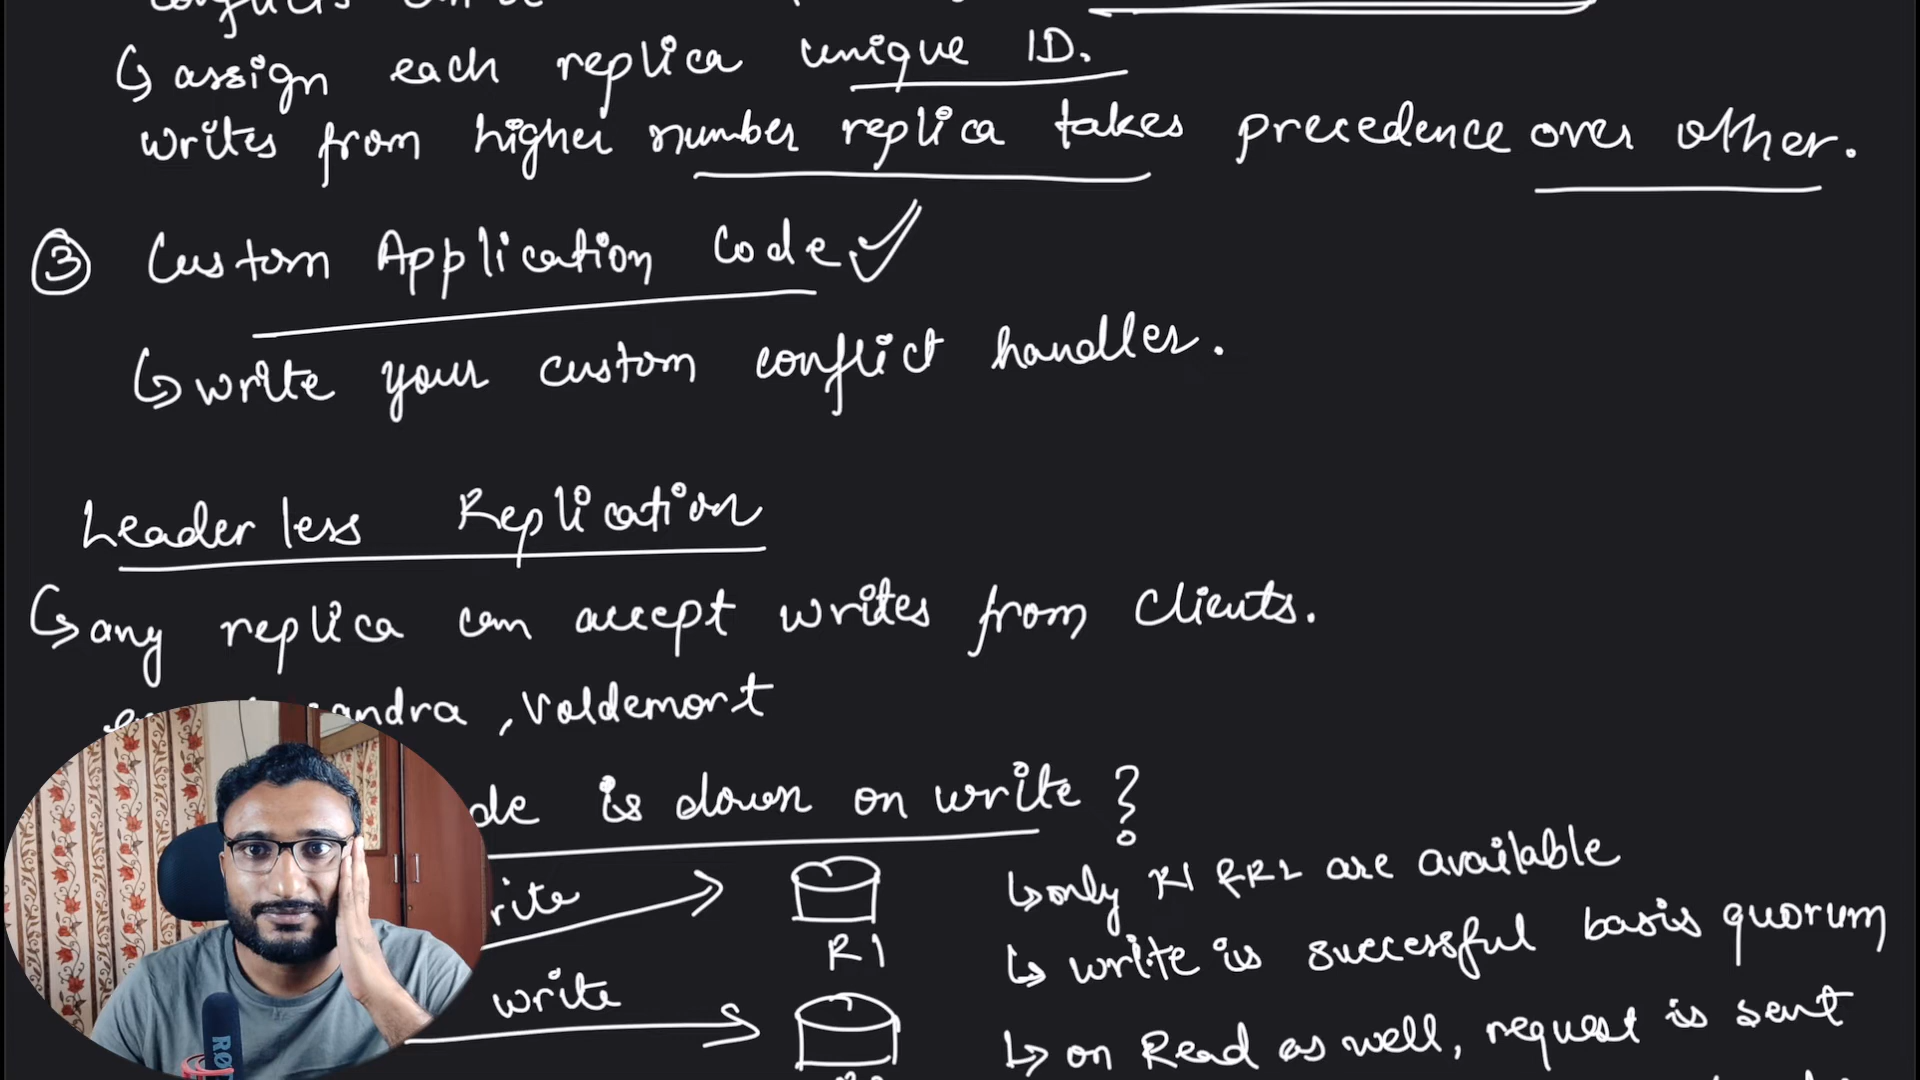 ↳ assign each replica unique ID.
writes from higher number replica takes precedence over other.
③ Custom Application Code ✓
↳ write your custom conflict handler.
Leaderless Replication
↳ any replica can accept writes from clients.
sandra, Voldemort
de is down on write ?
rite
R1
↳ only R1 & R2 are available
↳ write is successful basis quorum
write
↳ on Read as well, request is sent